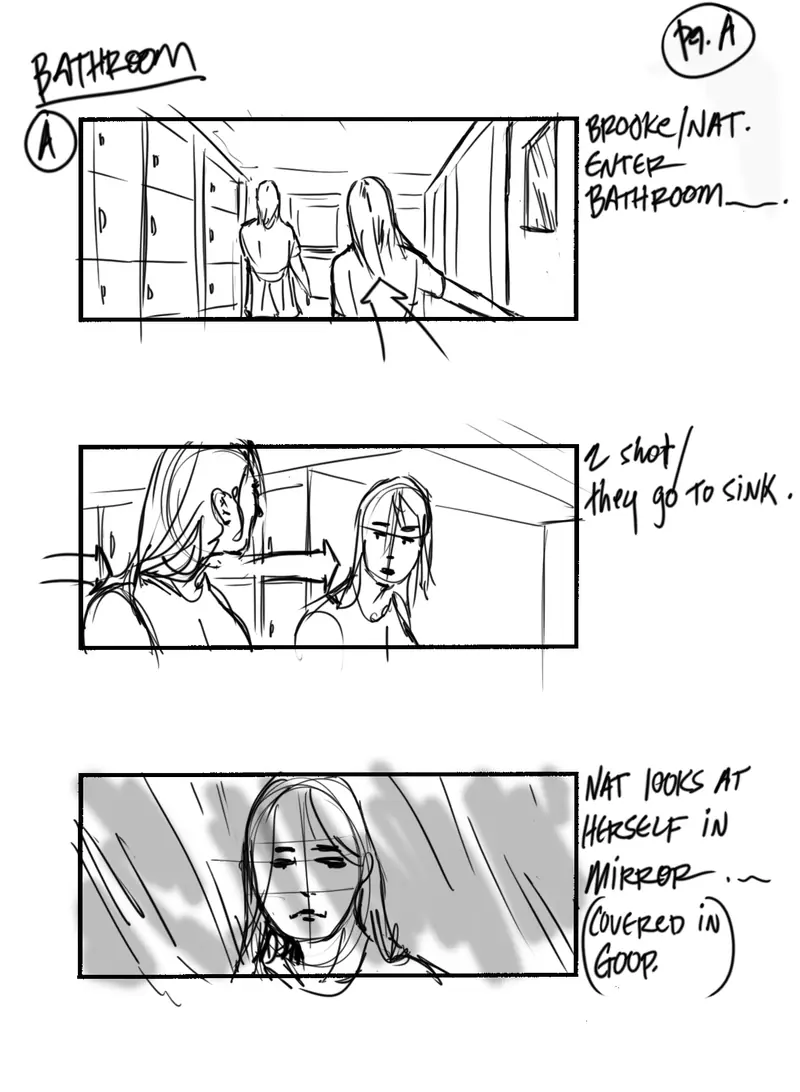 BATHROOM
Pg. A
A
BROOKE/NAT.
ENTER
BATHROOM___.
2 shot/
they go TO SINK.
NAT lOOKS AT
HERSELF iN
MiRROR . ~
(COVERED iN
GOOP.)